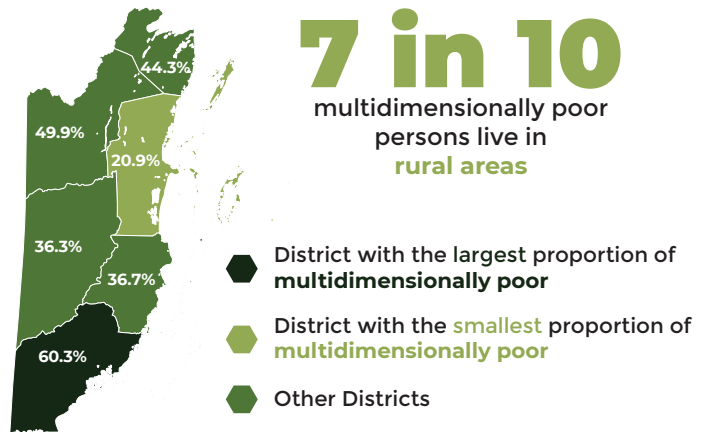 44.3%
49.9%
20.9%
36.3%
36.7%
60.3%
7 in 10
multidimensionally poor
persons live in
rural areas
District with the largest proportion of
multidimensionally poor
District with the smallest proportion of
multidimensionally poor
Other Districts